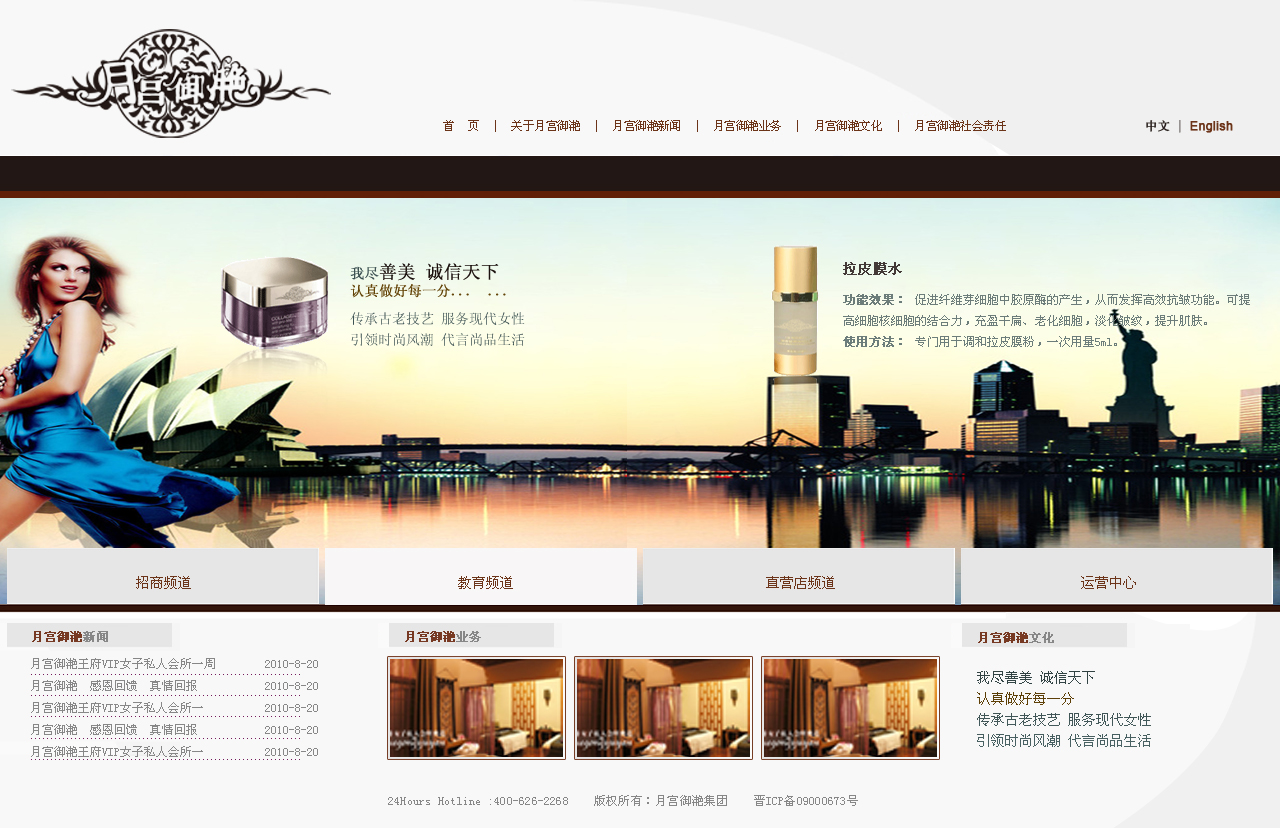 月宫御滟
首 页 | 关于月宫御滟 | 月宫御滟新闻 | 月宫御滟业务 | 月宫御滟文化 | 月宫御滟社会责任
中文 | English
我尽善美 诚信天下
认真做好每一分... ...
传承古老技艺 服务现代女性
引领时尚风潮 代言尚品生活
拉皮膜水
功能效果: 促进纤维芽细胞中胶原酶的产生,从而发挥高效抗皱功能。可提
高细胞核细胞的结合力,充盈干扁、老化细胞,淡化皱纹,提升肌肤。
使用方法: 专门用于调和拉皮膜粉,一次用量5ml。
COLLAGEN
招商频道
教育频道
直营店频道
运营中心
月宫御滟新闻
月宫御滟王府VIP女子私人会所一周 2010-8-20
月宫御滟 感恩回馈 真情回报 2010-8-20
月宫御滟王府VIP女子私人会所一 2010-8-20
月宫御滟 感恩回馈 真情回报 2010-8-20
月宫御滟王府VIP女子私人会所一 2010-8-20
月宫御滟业务
月宫御滟文化
我尽善美 诚信天下
认真做好每一分
传承古老技艺 服务现代女性
引领时尚风潮 代言尚品生活
24Hours Hotline :400-626-2268 版权所有:月宫御滟集团 晋ICP备09000673号